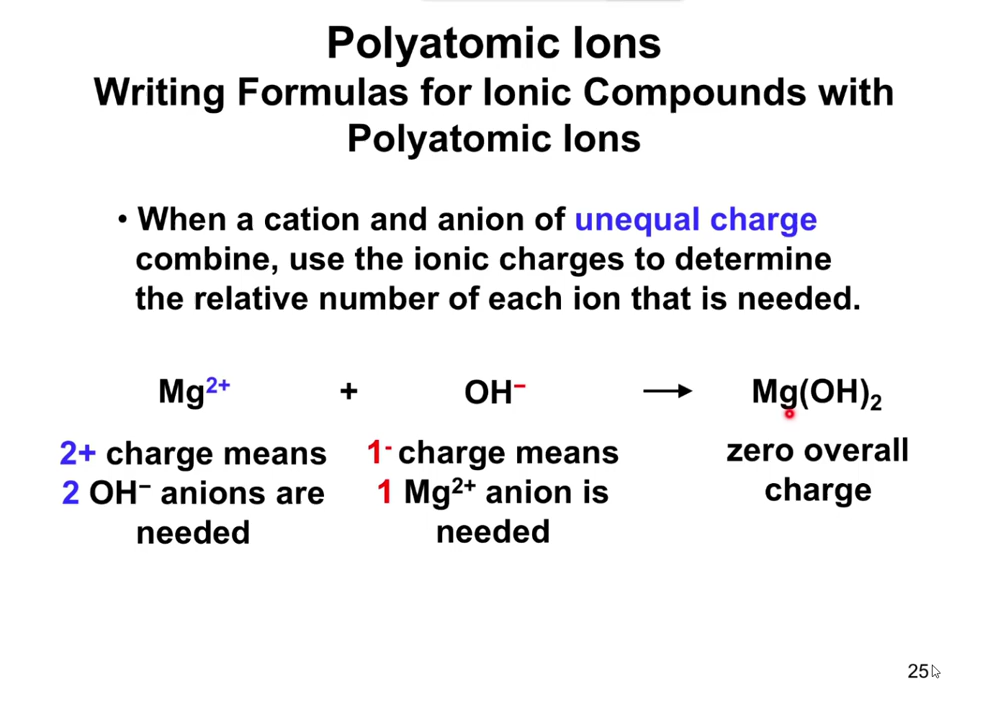 Polyatomic Ions
Writing Formulas for Ionic Compounds with
Polyatomic Ions
• When a cation and anion of unequal charge
combine, use the ionic charges to determine
the relative number of each ion that is needed.
Mg²⁺ + OH⁻ → Mg(OH)₂
2+ charge means
2 OH⁻ anions are
needed
1⁻ charge means
1 Mg²⁺ anion is
needed
zero overall
charge
25